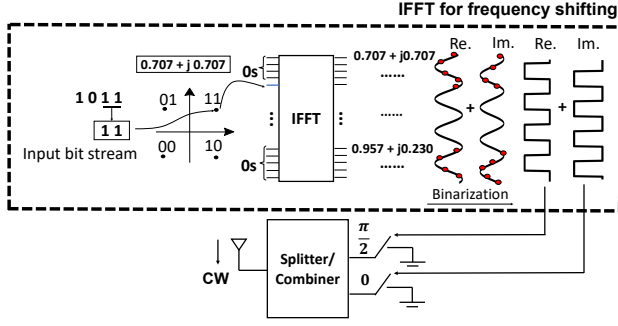 IFFT for frequency shifting
0.707 + j 0.707
0s
0.707 + j0.707
Re. Im. Re. Im.
......
1 0 1 1
01 11
1 1
IFFT
......
+ +
Input bit stream
00 10
0s
0.957 + j0.230
......
Binarization
π
2
Splitter/
Combiner
0
CW